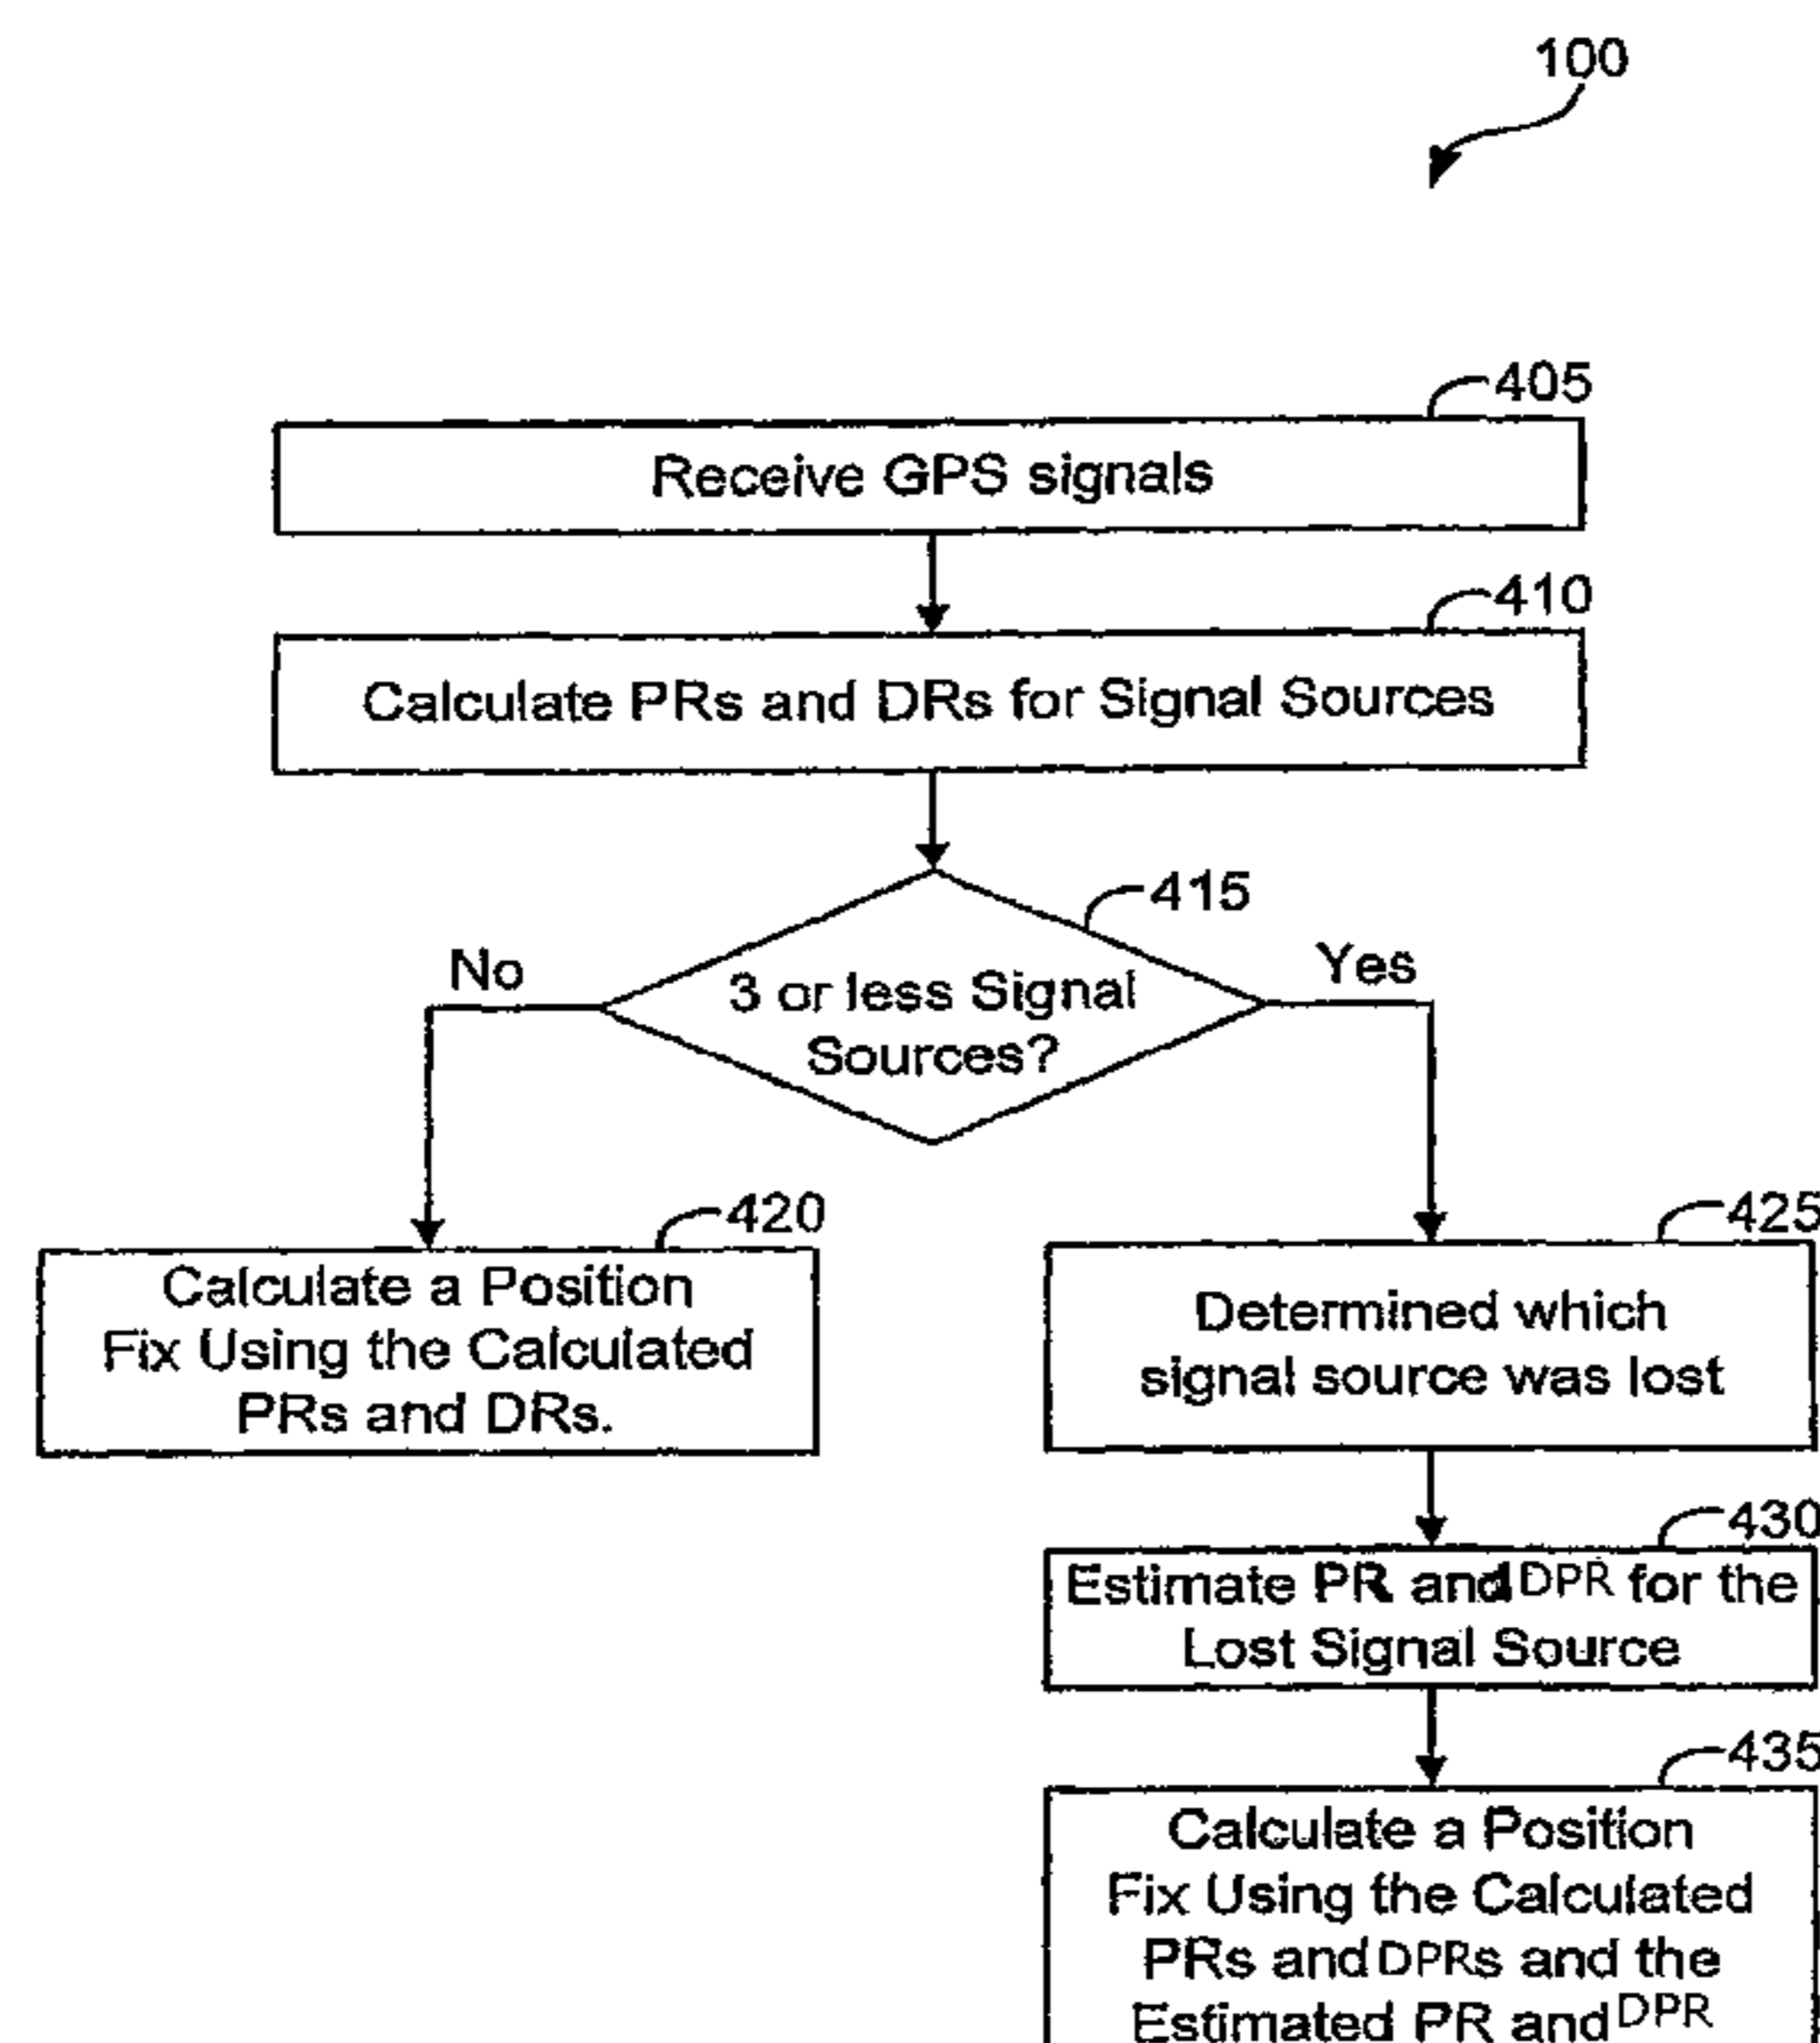 100
405
Receive GPS signals
410
Calculate PRs and DRs for Signal Sources
415
No
Yes
3 or less Signal
Sources?
420
Calculate a Position
Fix Using the Calculated
PRs and DRs.
425
Determined which
signal source was lost
430
Estimate PR and DPR for the
Lost Signal Source
435
Calculate a Position
Fix Using the Calculated
PRs and DPRs and the
Estimated PR and DPR